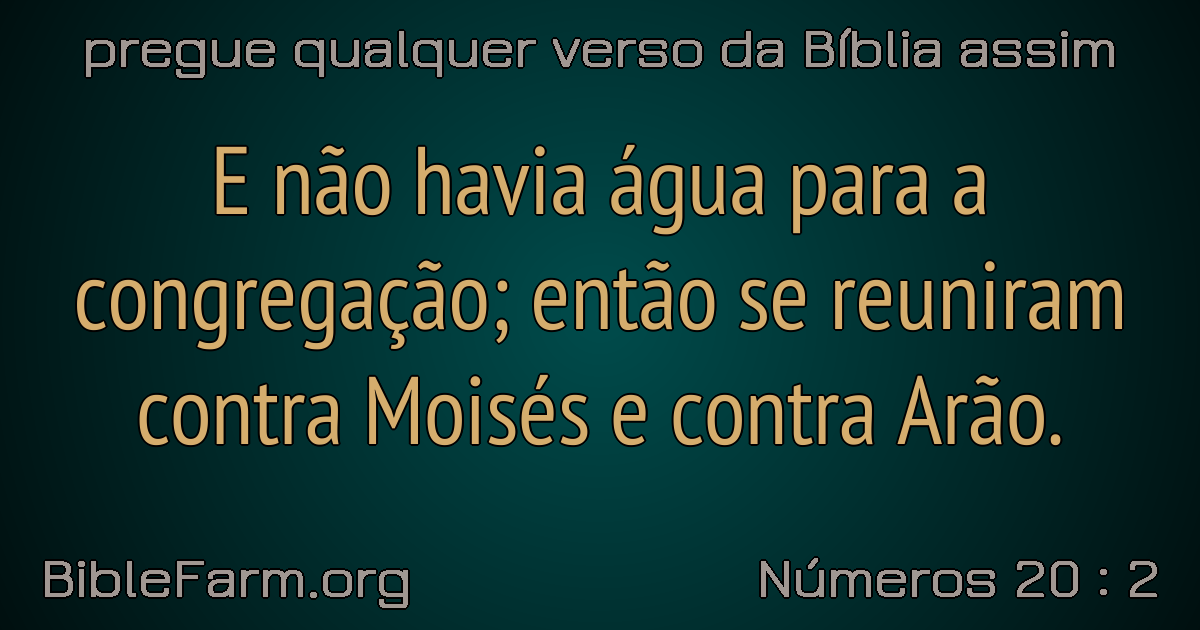 pregue qualquer verso da Bíblia assim
E não havia água para a
congregação; então se reuniram
contra Moisés e contra Arão.
BibleFarm.org
Números 20 : 2